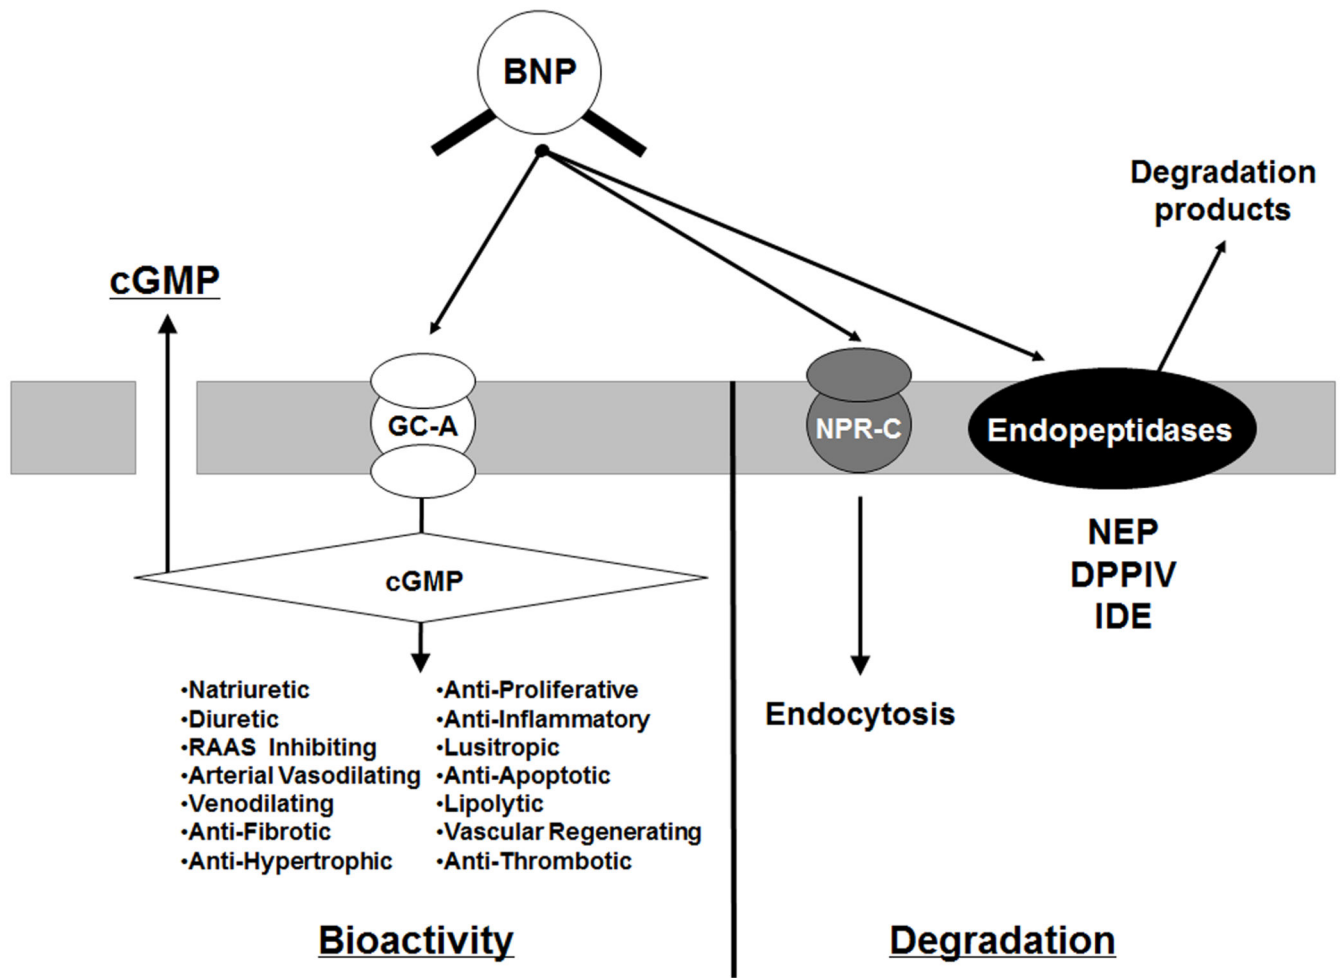 BNP
Degradation
products
cGMP
GC-A
NPR-C
Endopeptidases
NEP
DPPIV
IDE
cGMP
•Natriuretic
•Diuretic
•RAAS Inhibiting
•Arterial Vasodilating
•Venodilating
•Anti-Fibrotic
•Anti-Hypertrophic
•Anti-Proliferative
•Anti-Inflammatory
•Lusitropic
•Anti-Apoptotic
•Lipolytic
•Vascular Regenerating
•Anti-Thrombotic
Endocytosis
Bioactivity
Degradation